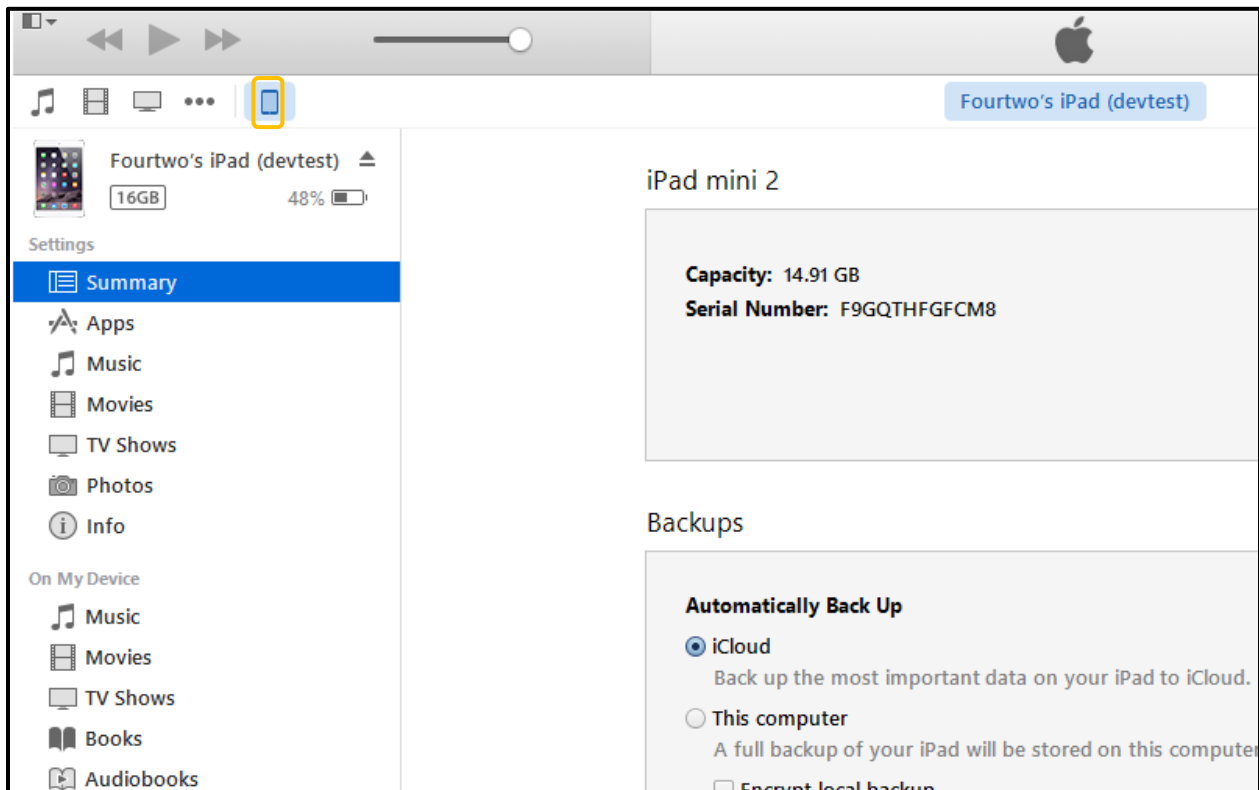 Fourtwo's iPad (devtest)
Fourtwo's iPad (devtest)
16GB
48%
Settings
Summary
Apps
Music
Movies
TV Shows
Photos
Info
On My Device
Music
Movies
TV Shows
Books
Audiobooks
iPad mini 2
Capacity: 14.91 GB
Serial Number: F9GQTHFGFCM8
Backups
Automatically Back Up
iCloud
Back up the most important data on your iPad to iCloud.
This computer
A full backup of your iPad will be stored on this computer
Encrypt local backup